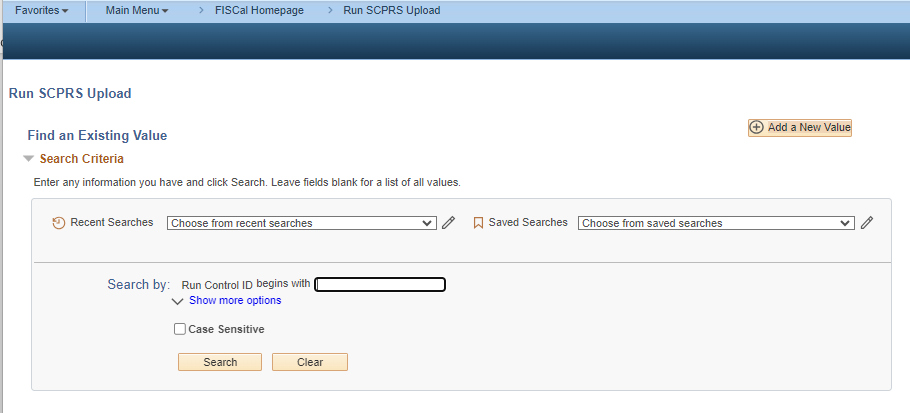 Favorites Main Menu > FISCal Homepage > Run SCPRS Upload
Run SCPRS Upload
Find an Existing Value
Add a New Value
Search Criteria
Enter any information you have and click Search. Leave fields blank for a list of all values.
Recent Searches Choose from recent searches Saved Searches Choose from saved searches
Search by: Run Control ID begins with
Show more options
Case Sensitive
Search Clear